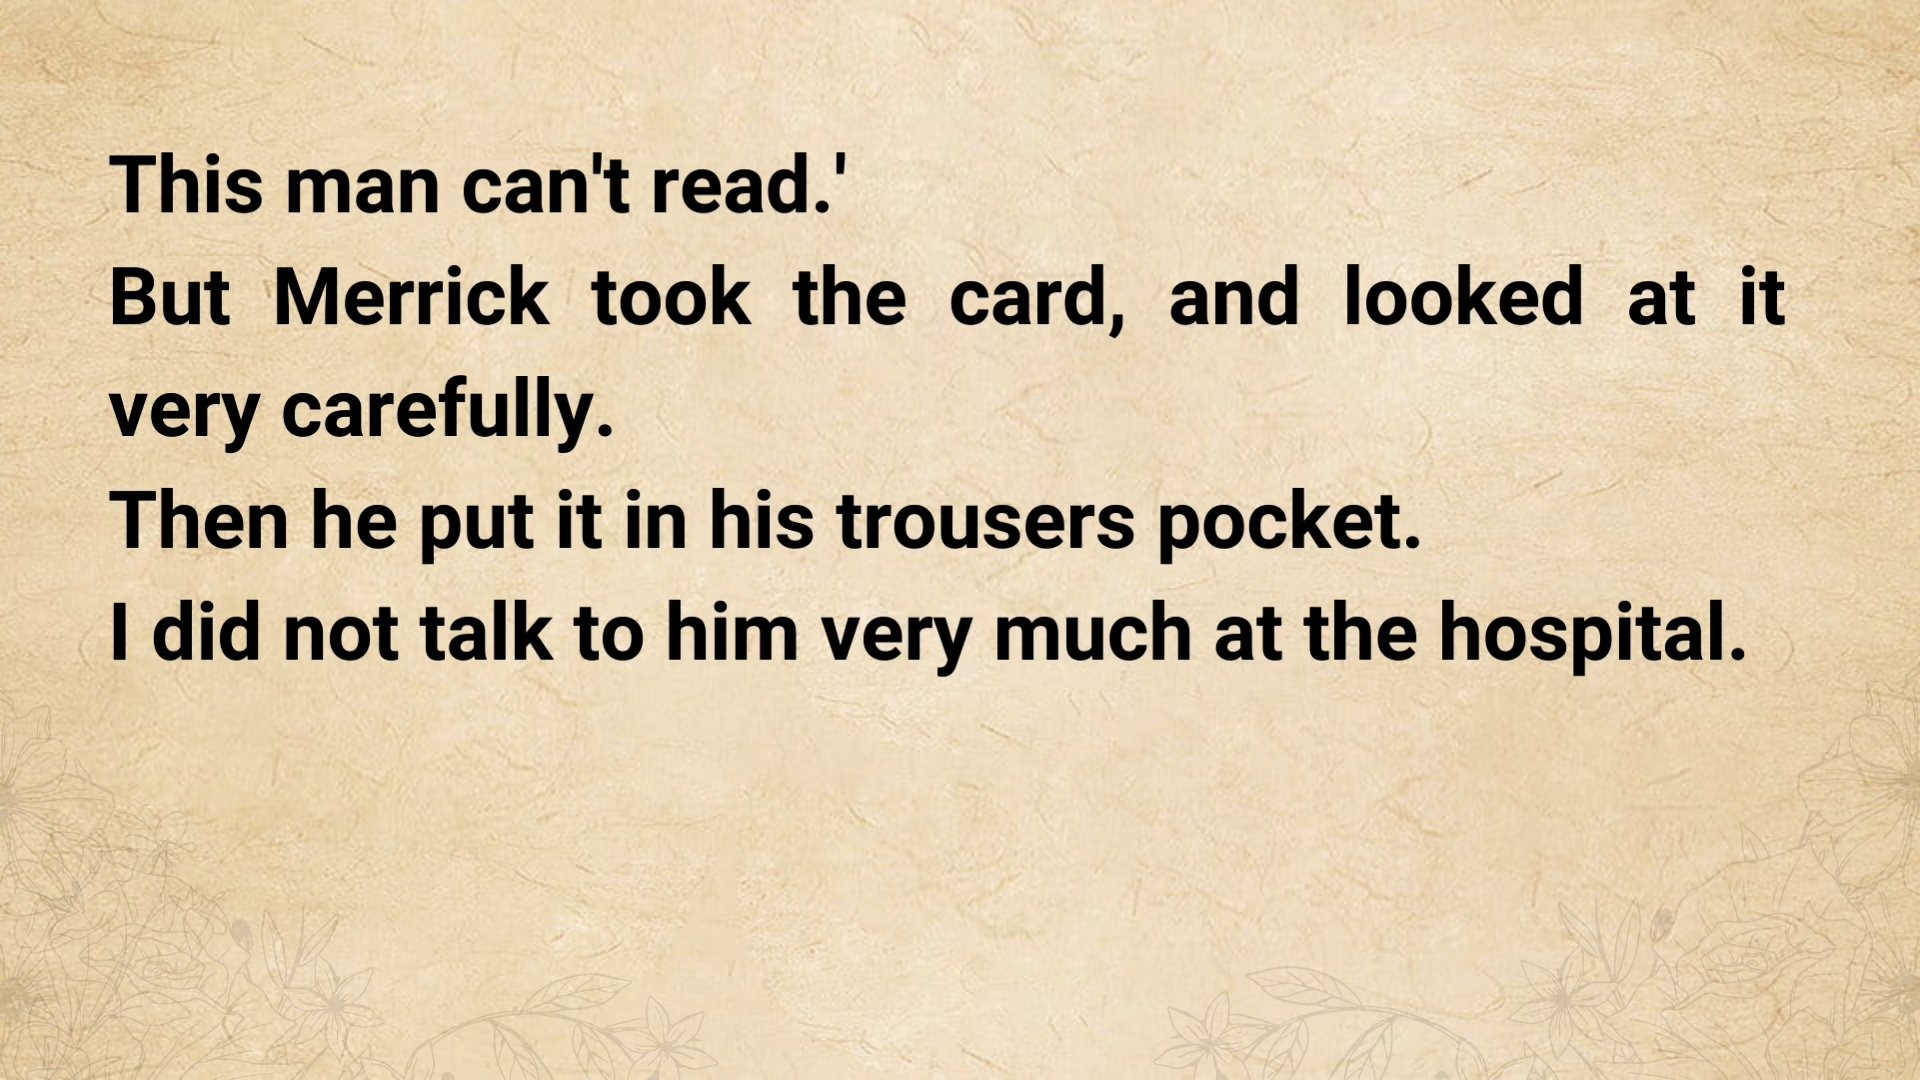 This man can't read.'
But Merrick took the card, and looked at it
very carefully.
Then he put it in his trousers pocket.
I did not talk to him very much at the hospital.